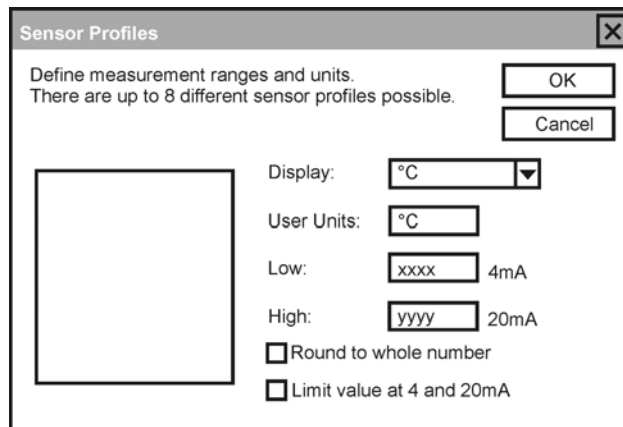 Sensor Profiles
Define measurement ranges and units.
There are up to 8 different sensor profiles possible.
OK
Cancel
Display: °C
User Units: °C
Low: xxxx 4mA
High: yyyy 20mA
Round to whole number
Limit value at 4 and 20mA